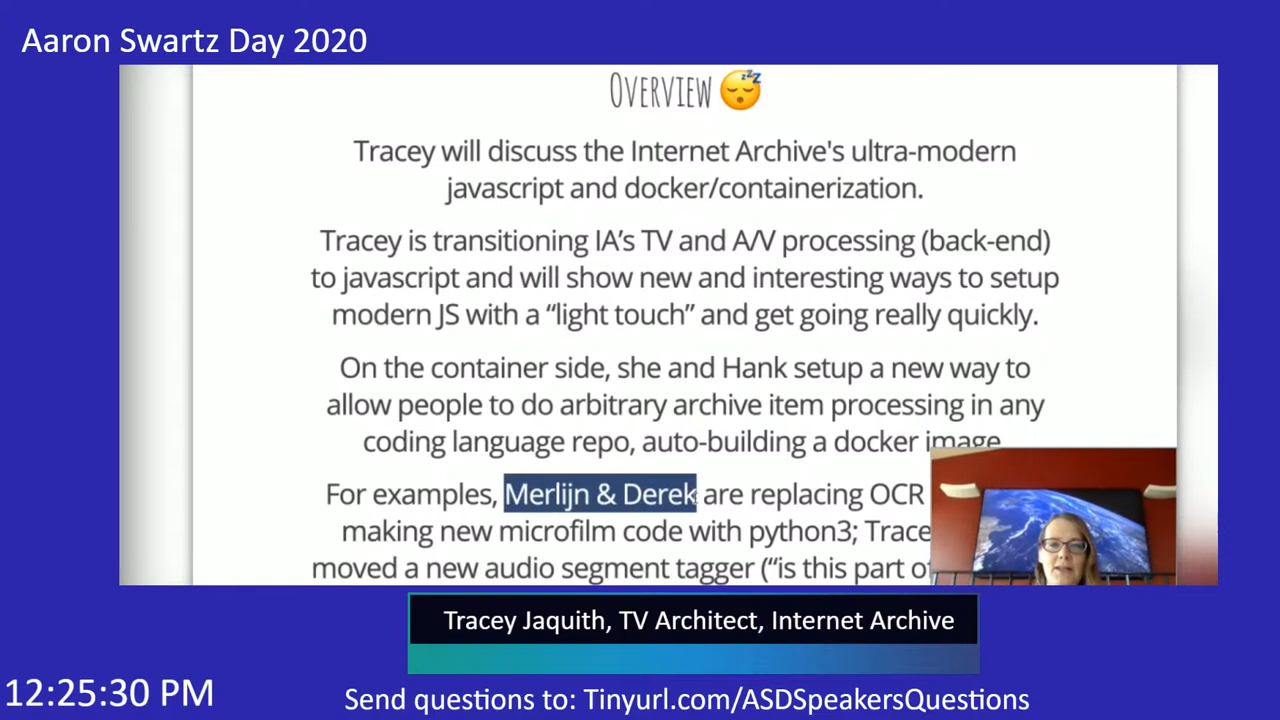 Aaron Swartz Day 2020
OVERVIEW
Tracey will discuss the Internet Archive's ultra-modern
javascript and docker/containerization.
Tracey is transitioning IA's TV and A/V processing (back-end)
to javascript and will show new and interesting ways to setup
modern JS with a “light touch” and get going really quickly.
On the container side, she and Hank setup a new way to
allow people to do arbitrary archive item processing in any
coding language repo, auto-building a docker image
For examples, Merlijn & Derek are replacing OCR
making new microfilm code with python3;
moved a new audio segment tagger (“is this part
Tracey Jaquith, TV Architect, Internet Archive
12:25:30 PM
Send questions to: Tinyurl.com/ASDSpeakersQuestions